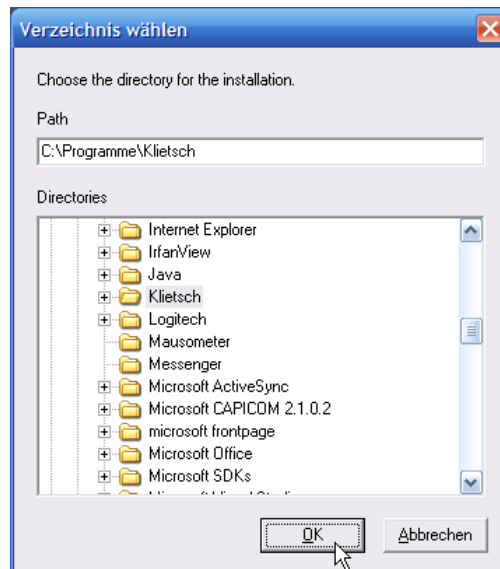 Verzeichnis wählen
Choose the directory for the installation.
Path
C:\Programme\Klietsch
Directories
Internet Explorer
IrfanView
Java
Klietsch
Logitech
Mausometer
Messenger
Microsoft ActiveSync
Microsoft CAPICOM 2.1.0.2
microsoft frontpage
Microsoft Office
Microsoft SDKs
OK Abbrechen